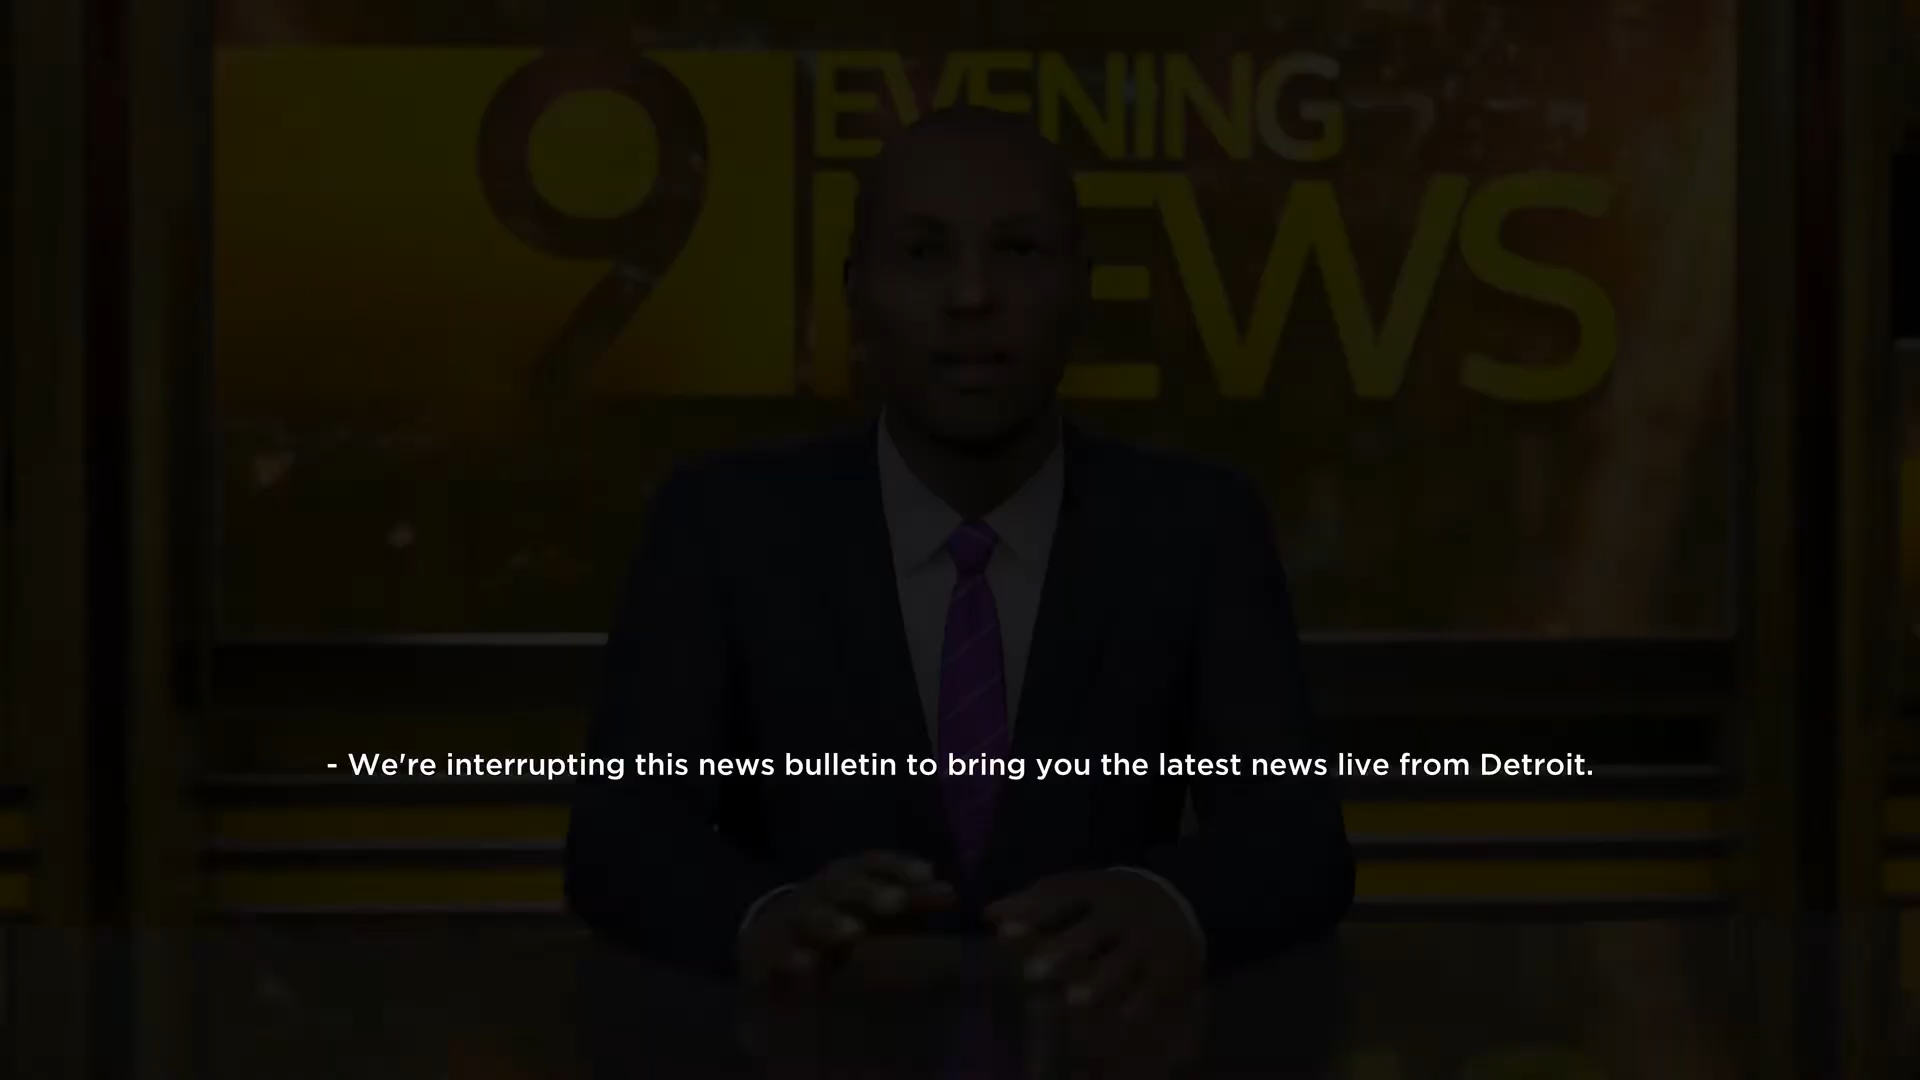 9 EVENING
NEWS
- We're interrupting this news bulletin to bring you the latest news live from Detroit.